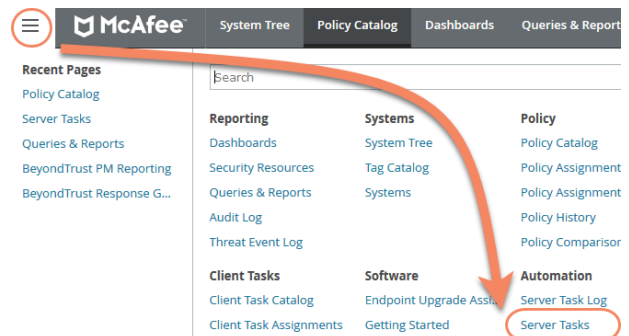 McAfee™ System Tree Policy Catalog Dashboards Queries & Report
Recent Pages
Policy Catalog
Server Tasks
Queries & Reports
BeyondTrust PM Reporting
BeyondTrust Response G...
Search
Reporting
Dashboards
Security Resources
Queries & Reports
Audit Log
Threat Event Log
Systems
System Tree
Tag Catalog
Systems
Policy
Policy Catalog
Policy Assignment
Policy Assignment
Policy History
Policy Comparison
Client Tasks
Client Task Catalog
Client Task Assignments
Software
Endpoint Upgrade Assi...
Getting Started
Automation
Server Task Log
Server Tasks